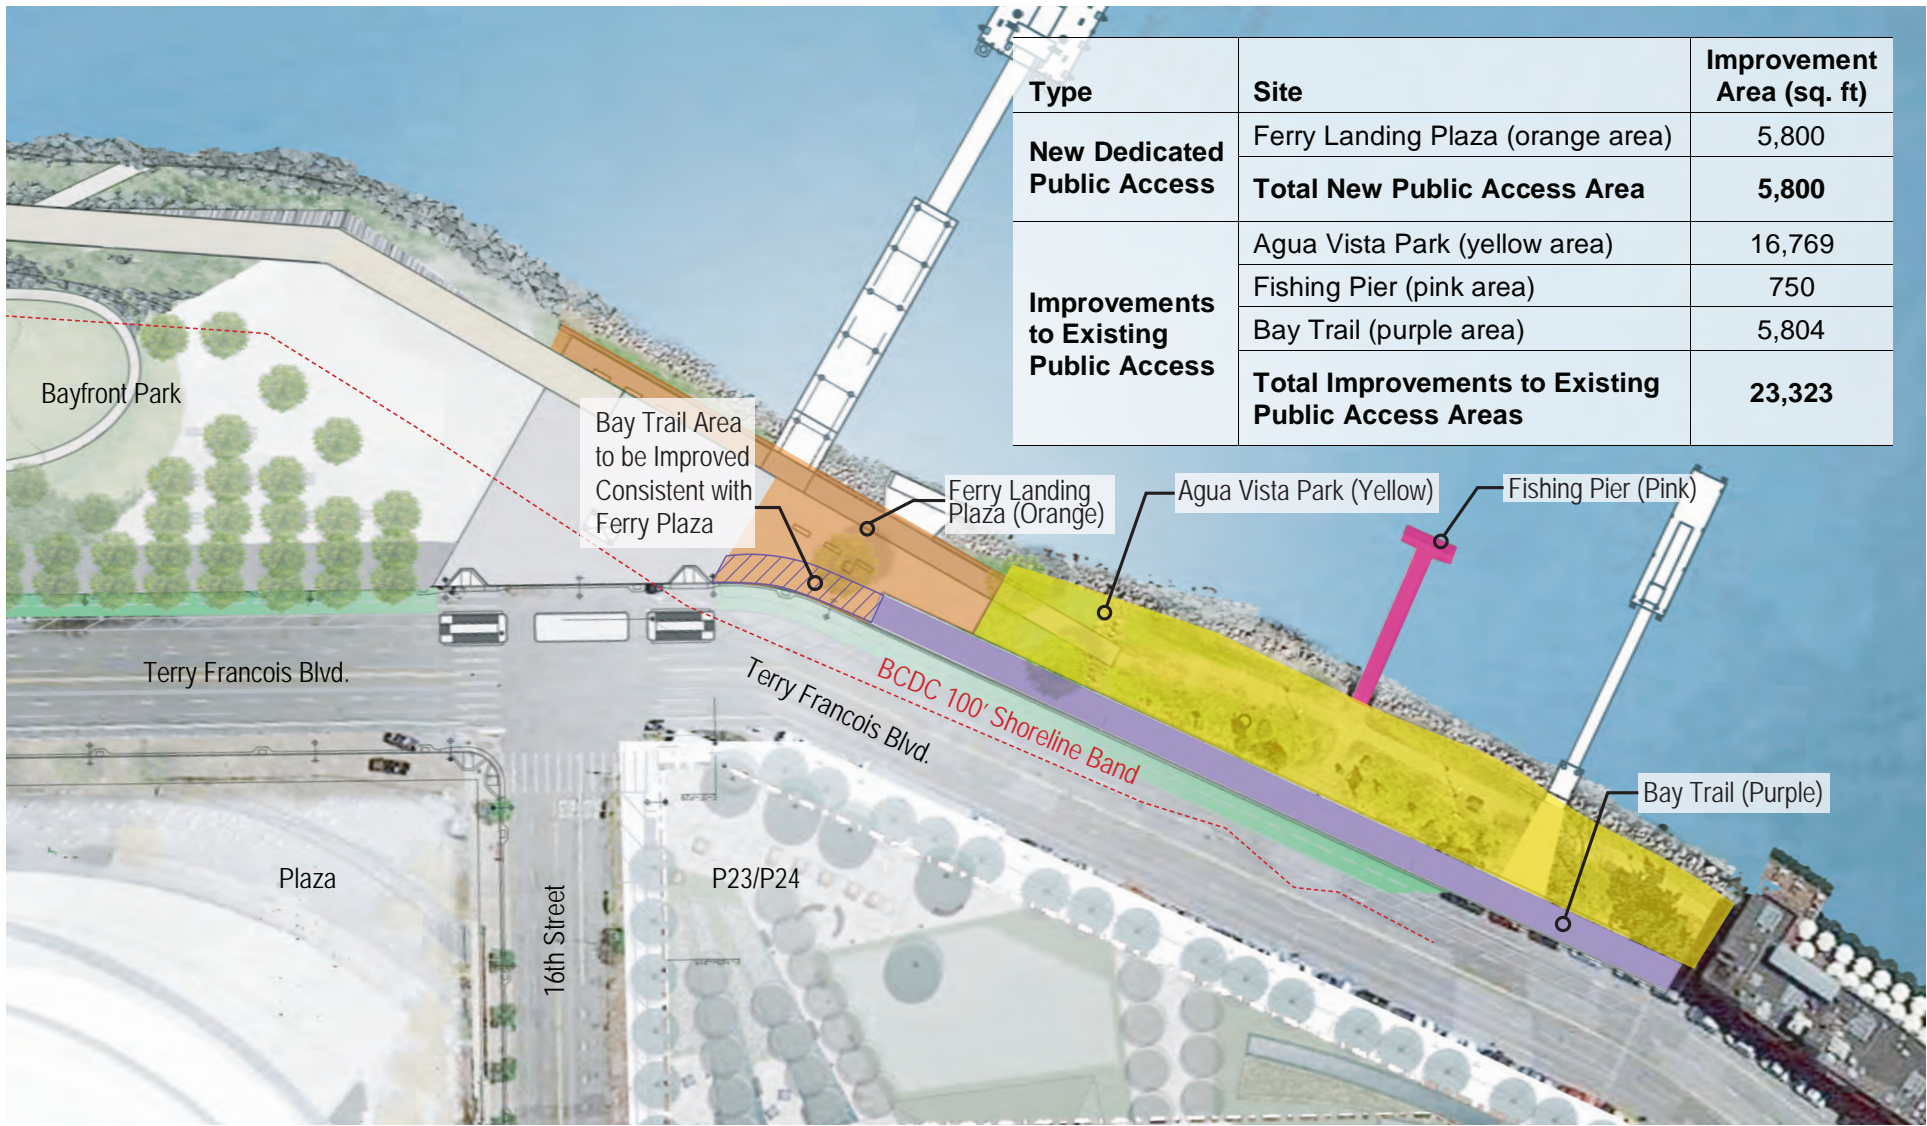 Type
Site
Improvement
Area (sq. ft)
New Dedicated
Public Access
Ferry Landing Plaza (orange area)
5,800
Total New Public Access Area
5,800
Improvements
to Existing
Public Access
Agua Vista Park (yellow area)
16,769
Fishing Pier (pink area)
750
Bay Trail (purple area)
5,804
Total Improvements to Existing
Public Access Areas
23,323
Bayfront Park
Bay Trail Area
to be Improved
Consistent with
Ferry Plaza
Ferry Landing
Plaza (Orange)
Agua Vista Park (Yellow)
Fishing Pier (Pink)
Terry Francois Blvd.
Terry Francois Blvd.
BCDC 100' Shoreline Band
Bay Trail (Purple)
Plaza
16th Street
P23/P24